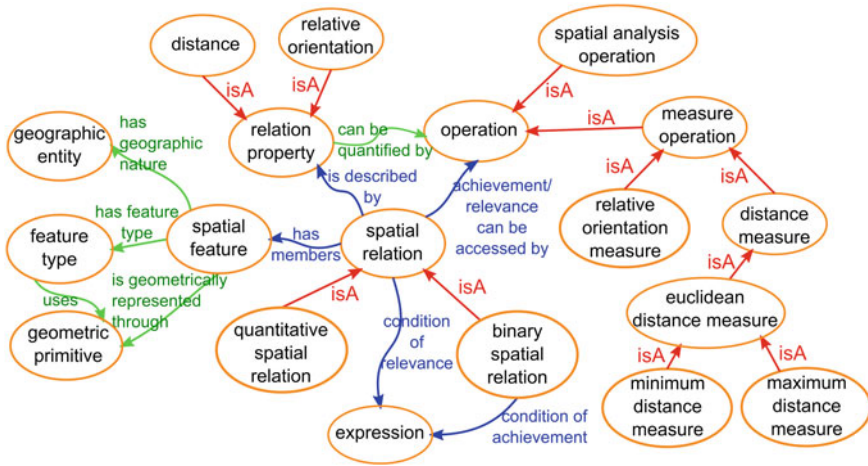 distance
relative
orientation
spatial analysis
operation
isA
isA
isA
geographic
entity
has
geographic
nature
relation
property
can be
quantified by
operation
isA
measure
operation
is described
by
achievement/
relevance
can be
accessed by
isA
isA
relative
orientation
measure
distance
measure
feature
type
has feature
type
spatial
feature
has
members
spatial
relation
isA
uses
is geometrically
represented
through
isA
isA
euclidean
distance measure
geometric
primitive
quantitative
spatial
relation
condition
of
relevance
binary
spatial
relation
isA
isA
minimum
distance
measure
maximum
distance
measure
expression
condition of
achievement